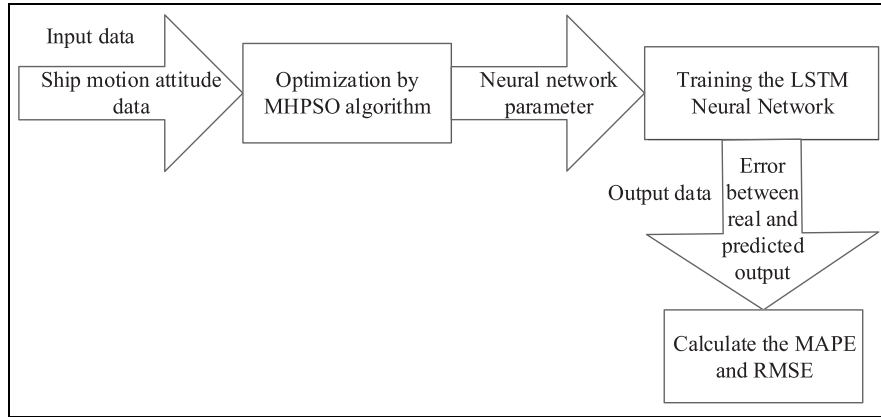 Input data
Ship motion attitude
data
Optimization by
MHPSO algorithm
Neural network
parameter
Training the LSTM
Neural Network
Output data
Error
between
real and
predicted
output
Calculate the MAPE
and RMSE